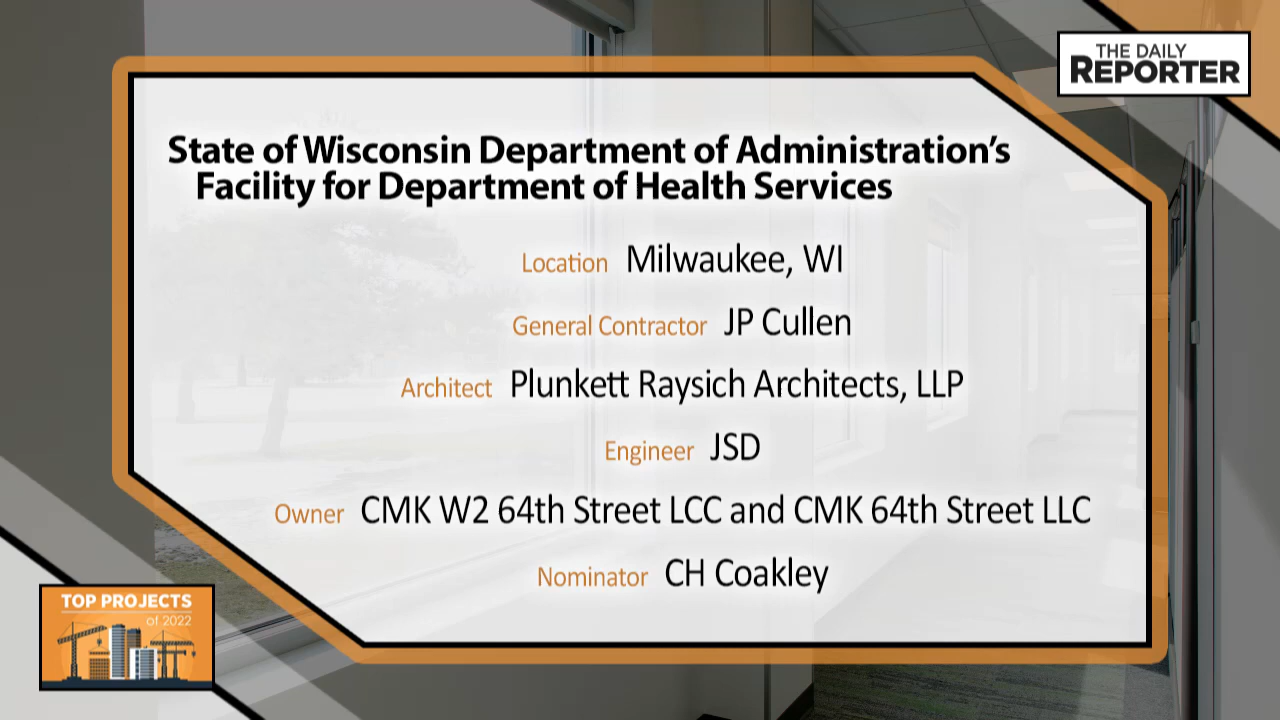 THE DAILY
REPORTER
State of Wisconsin Department of Administration’s
Facility for Department of Health Services
Location Milwaukee, WI
General Contractor JP Cullen
Architect Plunkett Raysich Architects, LLP
Engineer JSD
Owner CMK W2 64th Street LCC and CMK 64th Street LLC
Nominator CH Coakley
TOP PROJECTS
of 2022